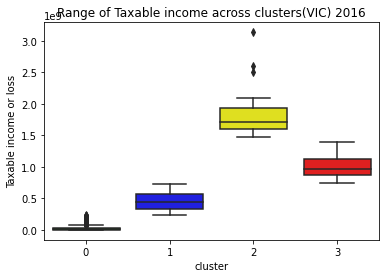 Range of Taxable income across clusters(VIC) 2016
1e9
3.0
2.5
2.0
1.5
1.0
0.5
0.0
Taxable income or loss
0 1 2 3
cluster